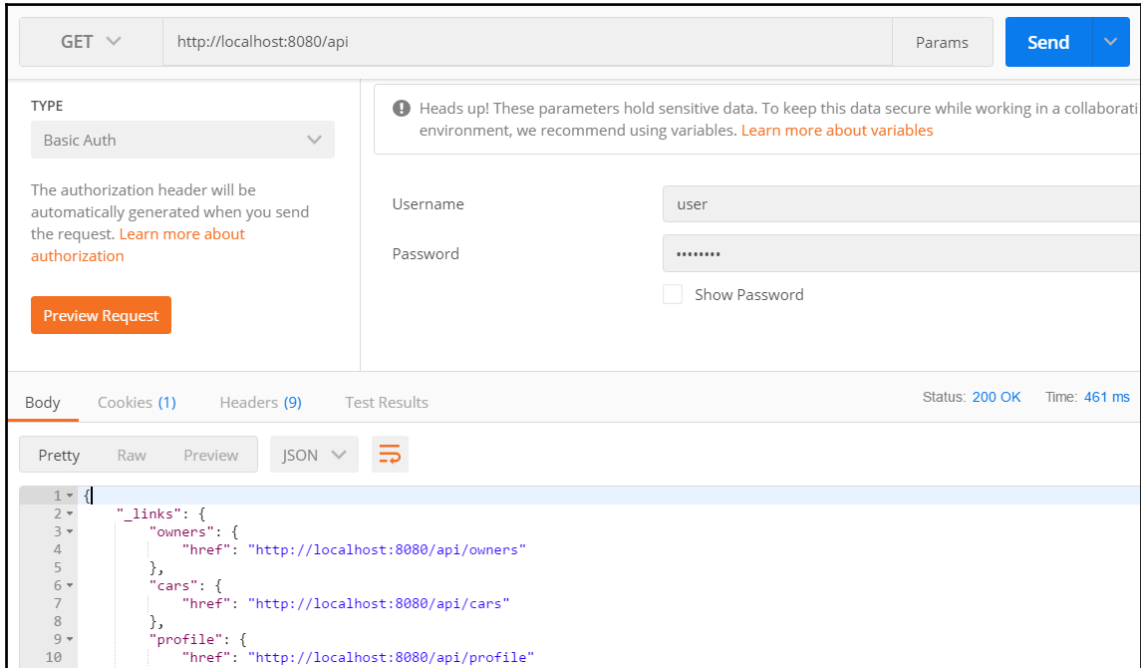 GET http://localhost:8080/api Params Send
TYPE
Basic Auth
The authorization header will be
automatically generated when you send
the request. Learn more about
authorization
Preview Request
Heads up! These parameters hold sensitive data. To keep this data secure while working in a collaborati
environment, we recommend using variables. Learn more about variables
Username user
Password ••••••••
Show Password
Body Cookies (1) Headers (9) Test Results Status: 200 OK Time: 461 ms
Pretty Raw Preview JSON
1 {
2 "_links": {
3 "owners": {
4 "href": "http://localhost:8080/api/owners"
5 },
6 "cars": {
7 "href": "http://localhost:8080/api/cars"
8 },
9 "profile": {
10 "href": "http://localhost:8080/api/profile"